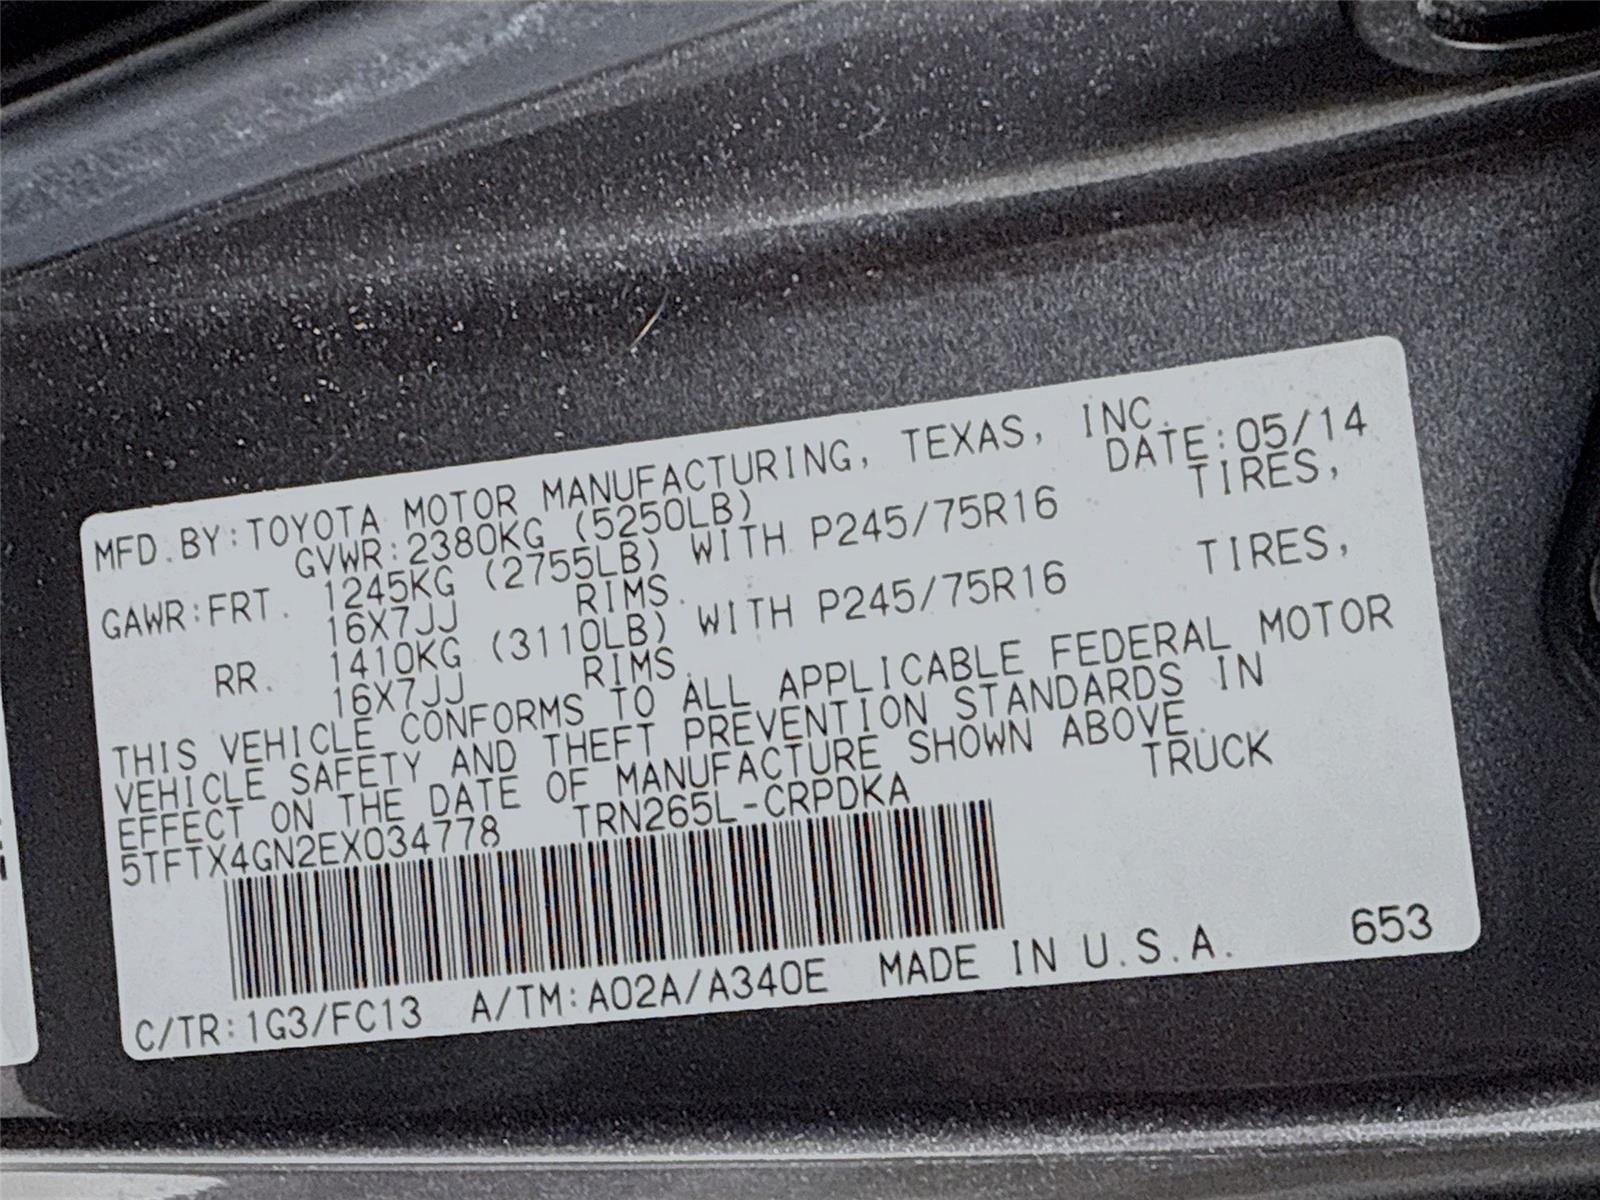 MFD.BY:TOYOTA MOTOR MANUFACTURING, TEXAS, INC.
GVWR:2380KG (5250LB) DATE:05/14
GAWR:FRT. 1245KG (2755LB) WITH P245/75R16 TIRES,
16X7JJ RIMS.
RR. 1410KG (3110LB) WITH P245/75R16 TIRES,
16X7JJ RIMS.
THIS VEHICLE CONFORMS TO ALL APPLICABLE FEDERAL MOTOR
VEHICLE SAFETY AND THEFT PREVENTION STANDARDS IN
EFFECT ON THE DATE OF MANUFACTURE SHOWN ABOVE.
5TFTX4GN2EX034778 TRN265L-CRPDKA TRUCK
C/TR:1G3/FC13 A/TM:A02A/A340E MADE IN U.S.A. 653